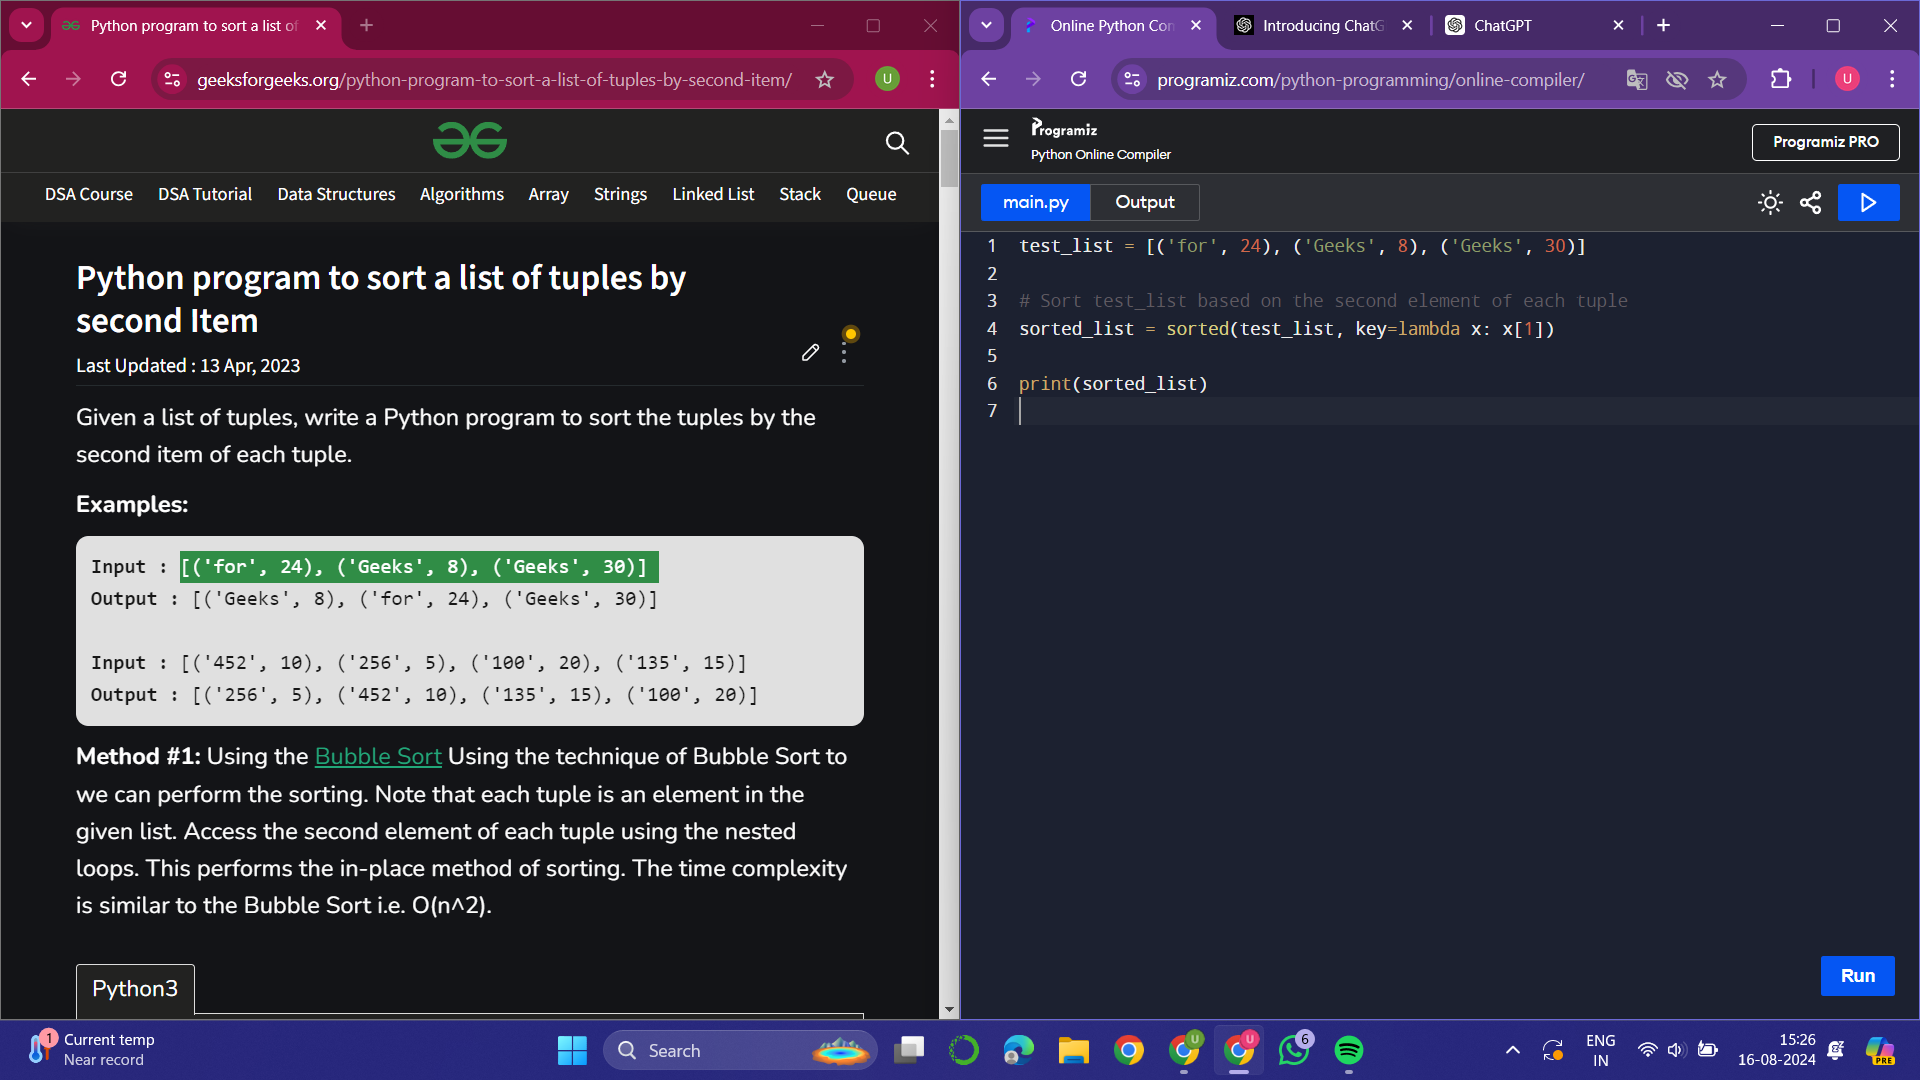 Python program to sort a list of
geeksforgeeks.org/python-program-to-sort-a-list-of-tuples-by-second-item/
U
DSA Course DSA Tutorial Data Structures Algorithms Array Strings Linked List Stack Queue
Python program to sort a list of tuples by
second Item
Last Updated : 13 Apr, 2023
Given a list of tuples, write a Python program to sort the tuples by the
second item of each tuple.
Examples:
Input : [('for', 24), ('Geeks', 8), ('Geeks', 30)]
Output : [('Geeks', 8), ('for', 24), ('Geeks', 30)]
Input : [('452', 10), ('256', 5), ('100', 20), ('135', 15)]
Output : [('256', 5), ('452', 10), ('135', 15), ('100', 20)]
Method #1: Using the Bubble Sort Using the technique of Bubble Sort to
we can perform the sorting. Note that each tuple is an element in the
given list. Access the second element of each tuple using the nested
loops. This performs the in-place method of sorting. The time complexity
is similar to the Bubble Sort i.e. O(n^2).
Python3
Online Python Con
Introducing ChatG
ChatGPT
programiz.com/python-programming/online-compiler/
U
Programiz
Python Online Compiler
Programiz PRO
main.py
Output
1 test_list = [('for', 24), ('Geeks', 8), ('Geeks', 30)]
2
3 # Sort test_list based on the second element of each tuple
4 sorted_list = sorted(test_list, key=lambda x: x[1])
5
6 print(sorted_list)
7
Run
1
Current temp
Near record
Search
U
U
6
ENG
IN
15:26
16-08-2024
PRE